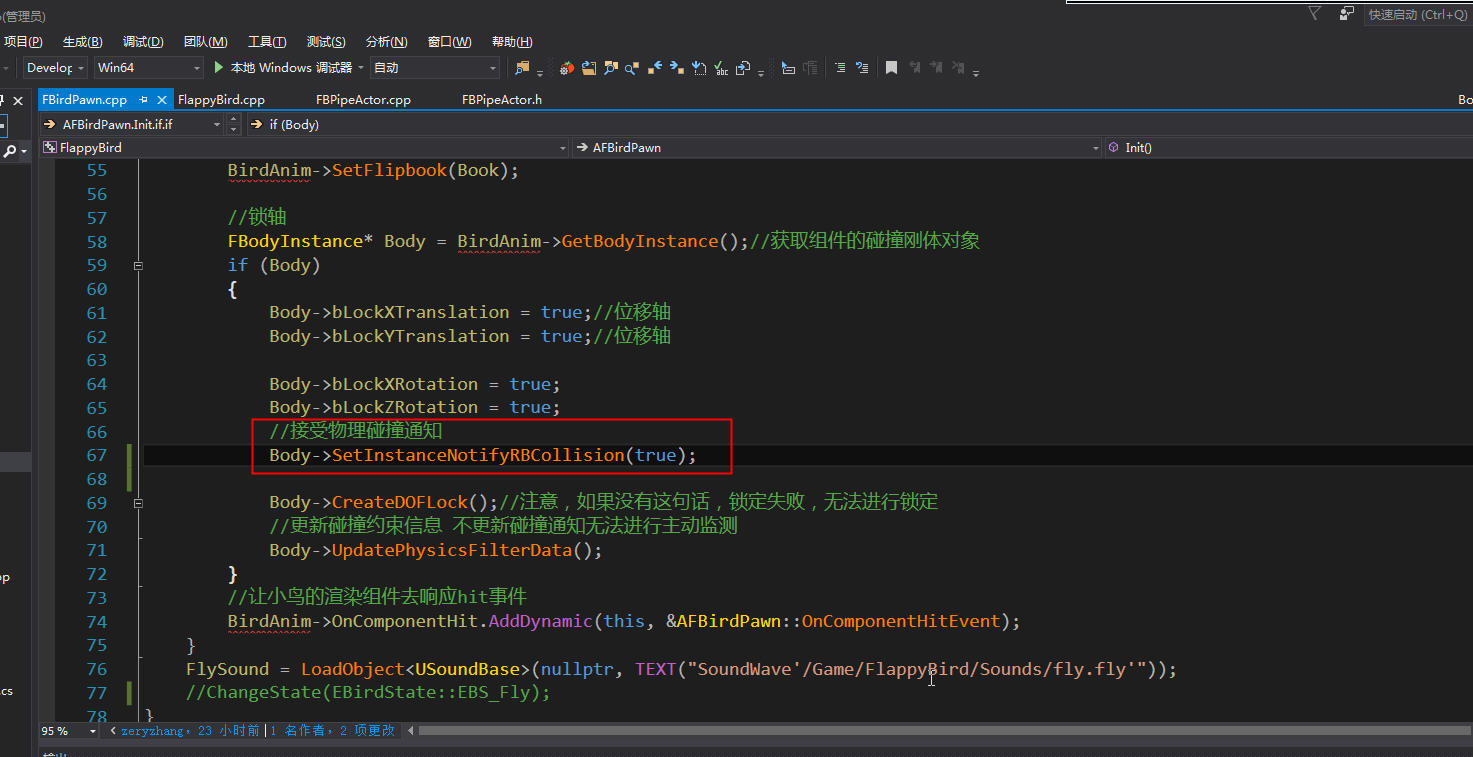 (管理员)
快速启动 (Ctrl+Q)
项目(P) 生成(B) 调试(D) 团队(M) 工具(T) 测试(S) 分析(N) 窗口(W) 帮助(H)
Develop Win64 本地 Windows 调试器 自动
FBirdPawn.cpp FlappyBird.cpp FBPipeActor.cpp FBPipeActor.h Bo
AFBirdPawn.Init.if.if if (Body)
FlappyBird AFBirdPawn Init()
55 BirdAnim->SetFlipbook(Book);
56
57 //锁轴
58 FBodyInstance* Body = BirdAnim->GetBodyInstance();//获取组件的碰撞刚体对象
59 if (Body)
60 {
61 Body->bLockXTranslation = true;//位移轴
62 Body->bLockYTranslation = true;//位移轴
63
64 Body->bLockXRotation = true;
65 Body->bLockZRotation = true;
66 //接受物理碰撞通知
67 Body->SetInstanceNotifyRBCollision(true);
68
69 Body->CreateDOFLock();//注意，如果没有这句话，锁定失败，无法进行锁定
70 //更新碰撞约束信息 不更新碰撞通知无法进行主动监测
71 Body->UpdatePhysicsFilterData();
72 }
73 //让小鸟的渲染组件去响应hit事件
74 BirdAnim->OnComponentHit.AddDynamic(this, &AFBirdPawn::OnComponentHitEvent);
75 }
76 FlySound = LoadObject<USoundBase>(nullptr, TEXT("SoundWave'/Game/FlappyBird/Sounds/fly.fly'"));
77 //ChangeState(EBirdState::EBS_Fly);
78 }
.cs
95 % zeryzhang，23 小时前 | 1 名作者，2 项更改